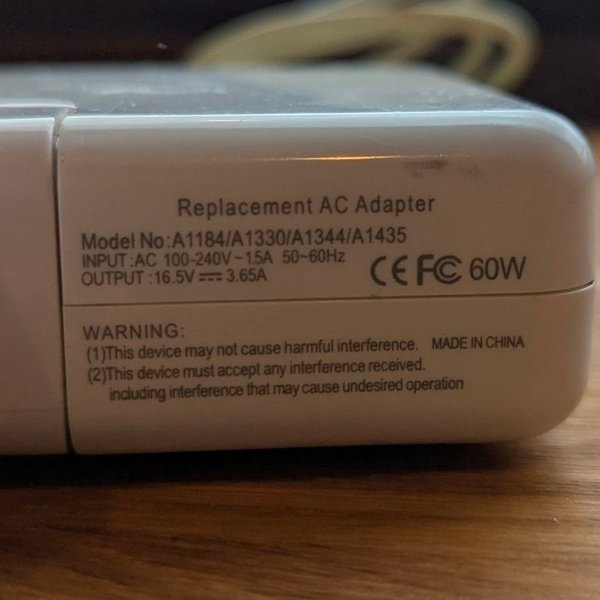 Replacement AC Adapter
Model No:A1184/A1330/A1344/A1435
INPUT:AC 100-240V~1.5A 50~60Hz
OUTPUT:16.5V⎓3.65A
CE FC 60W
WARNING:
(1)This device may not cause harmful interference. MADE IN CHINA
(2)This device must accept any interference received.
including interference that may cause undesired operation